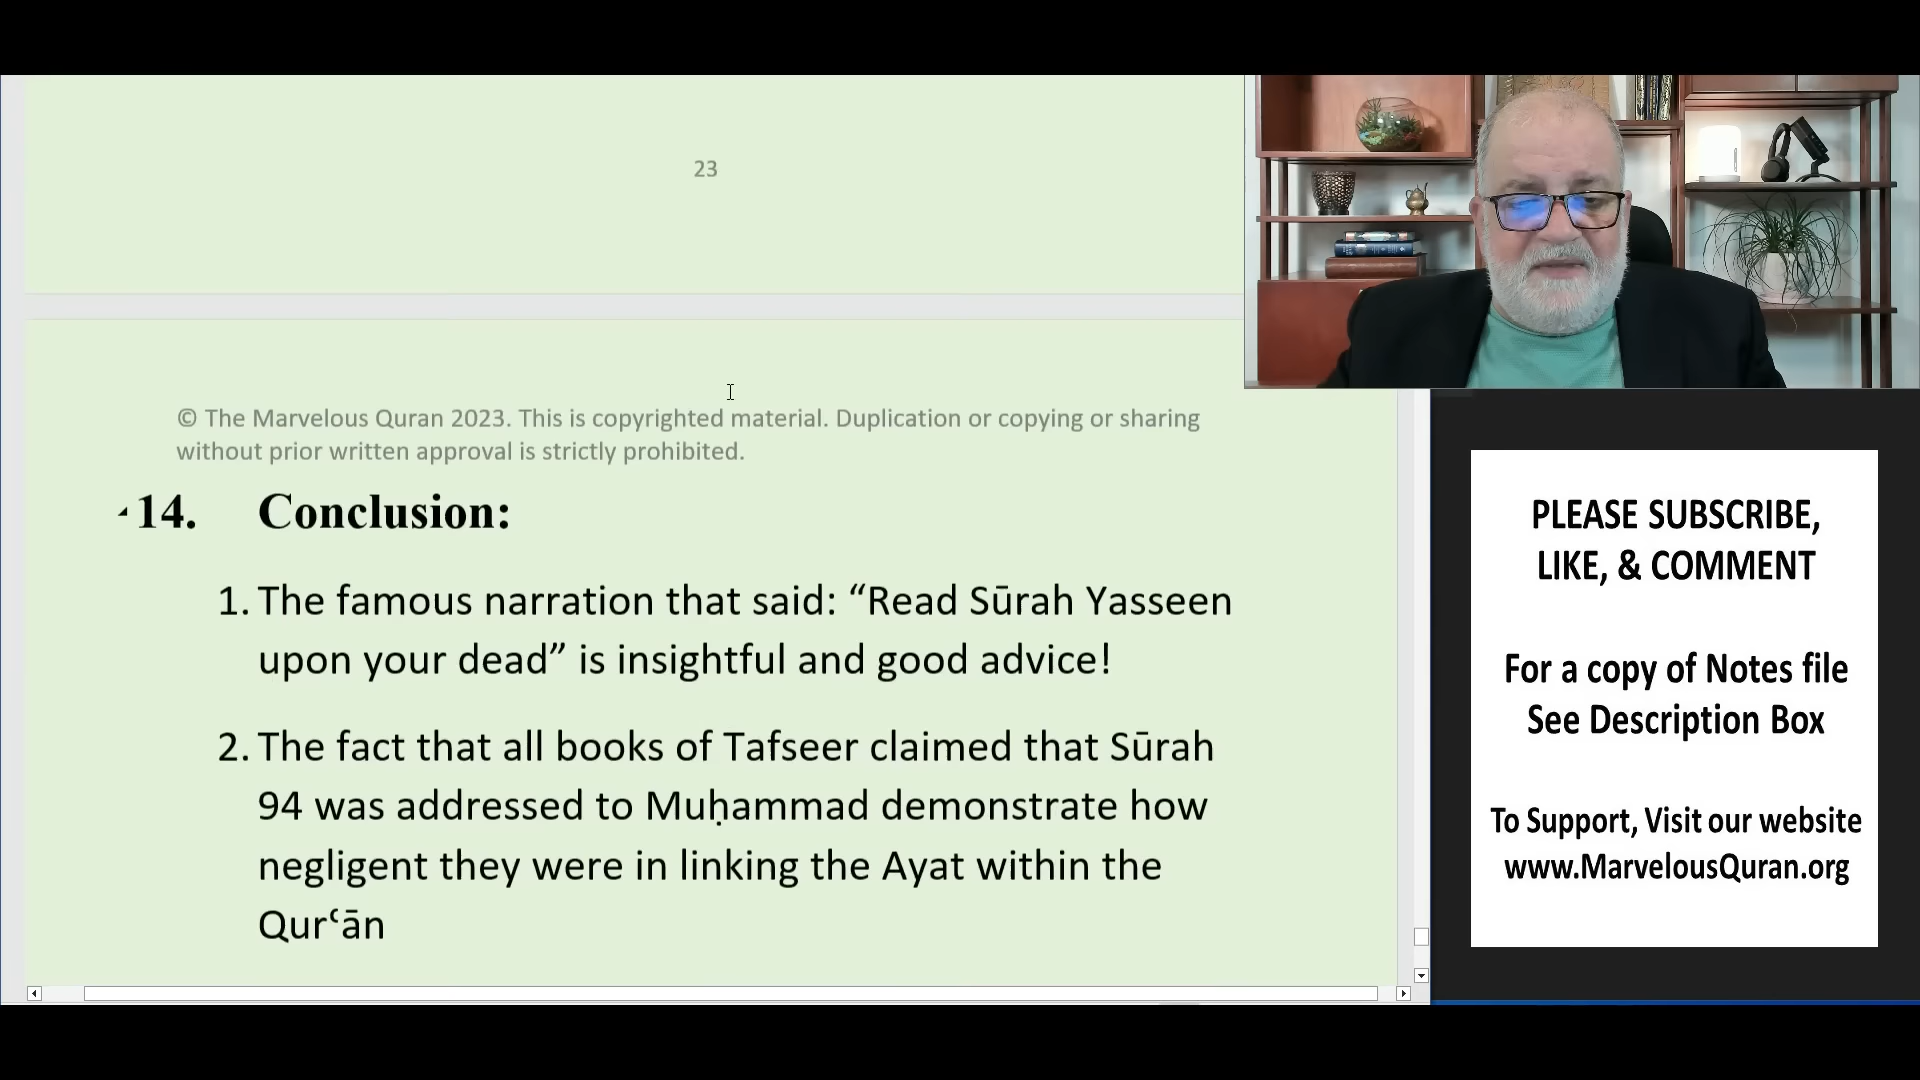 23
© The Marvelous Quran 2023. This is copyrighted material. Duplication or copying or sharing
without prior written approval is strictly prohibited.
14. Conclusion:
1. The famous narration that said: “Read Sūrah Yasseen
upon your dead” is insightful and good advice!
2. The fact that all books of Tafseer claimed that Sūrah
94 was addressed to Muḥammad demonstrate how
negligent they were in linking the Ayat within the
Qurʿān
PLEASE SUBSCRIBE,
LIKE, & COMMENT
For a copy of Notes file
See Description Box
To Support, Visit our website
www.MarvelousQuran.org